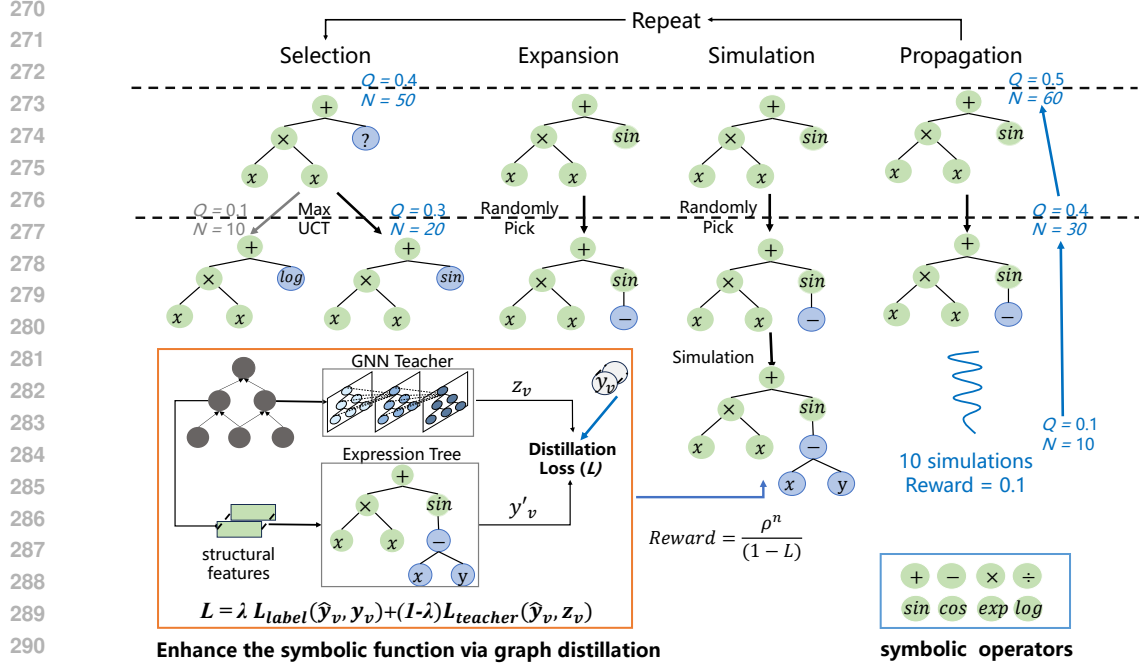 270
271
272
273
274
275
276
277
278
279
280
281
282
283
284
285
286
287
288
289
290
Repeat
Selection
Expansion
Simulation
Propagation
Q = 0.4
N = 50
Q = 0.5
N = 60
+
×
?
x
x
+
×
sin
x
x
+
×
sin
x
x
+
×
sin
x
x
Q = 0.1
N = 10
Max
UCT
Q = 0.3
N = 20
Randomly
Pick
Randomly
Pick
Q = 0.4
N = 30
+
×
log
x
x
+
×
sin
x
x
+
×
sin
x
x
−
+
×
sin
x
x
−
+
×
sin
x
x
−
Simulation
+
×
sin
x
x
−
x
y
10 simulations
Reward = 0.1
Q = 0.1
N = 10
GNN Teacher
z_v
y_v
Distillation
Loss (L)
Expression Tree
+
×
sin
x
x
−
x
y
y'_v
structural
features
L = λ L_label(ŷ_v, y_v)+(1-λ)L_teacher(ŷ_v, z_v)
Reward = ρ^n / (1 − L)
+ − × ÷
sin cos exp log
Enhance the symbolic function via graph distillation
symbolic operators